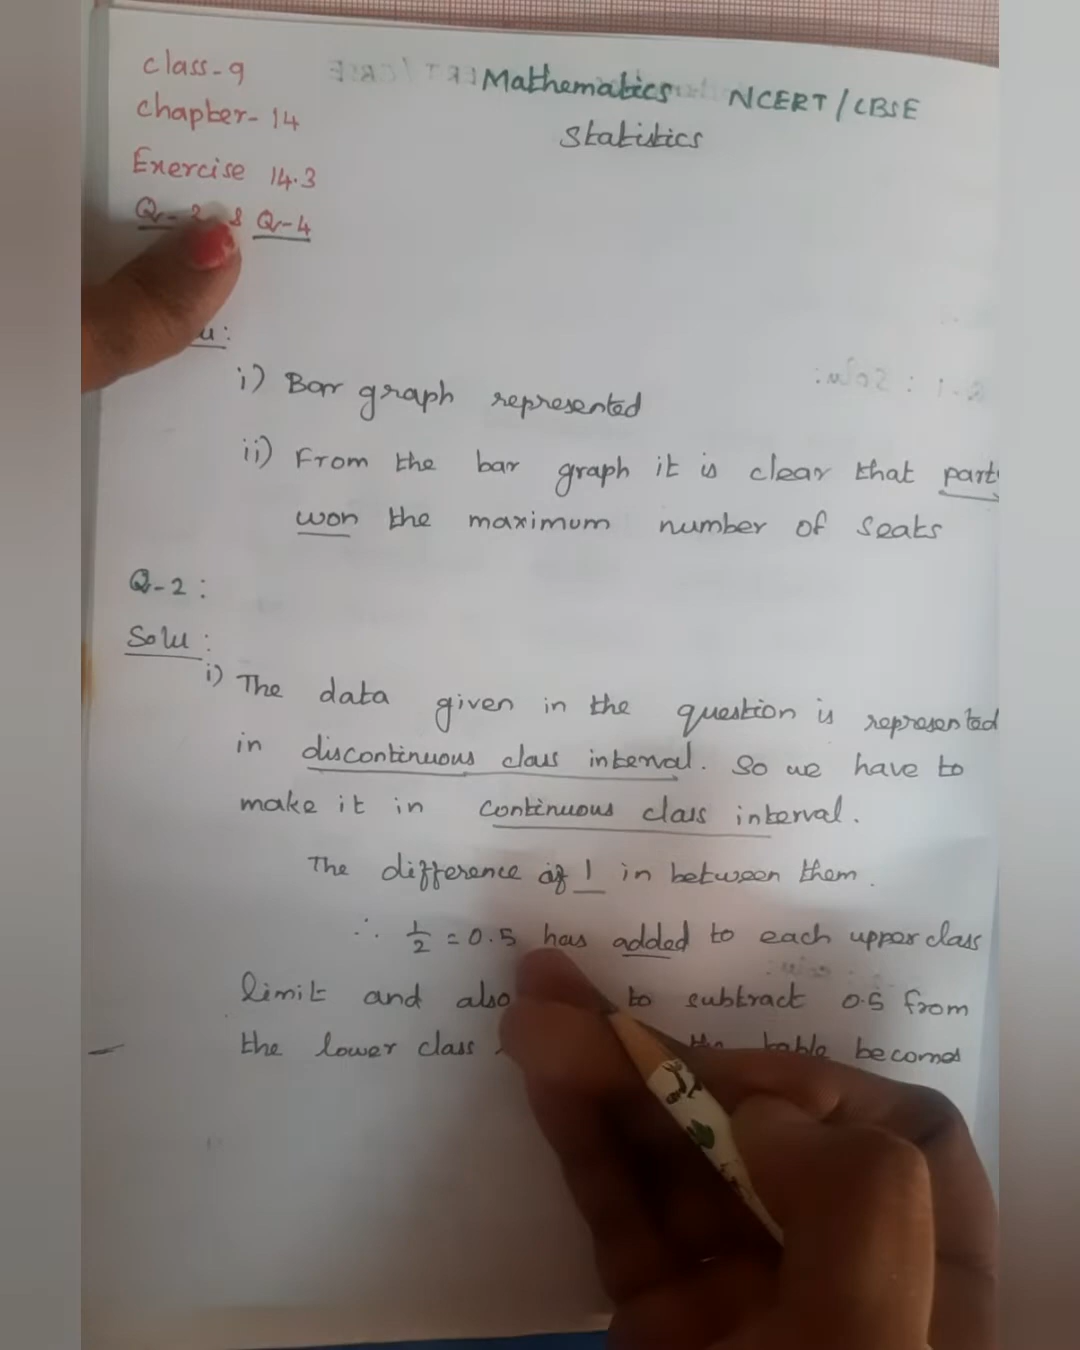 class-9
Mathematics NCERT/CBSE
chapter-14
Statistics
Exercise 14.3
Q- & Q-4
i) Bar graph represented
ii) From the bar graph it is clear that
won the maximum number of seats
Q-2:
Solu:
i) The data given in the question is represented
in discontinuous class interval. So we have to
make it in continuous class interval.
The difference of 1 in between them.
∴ 1/2 = 0.5 has added to each upper class
limit and also to subtract 0.5 from
the lower class table becomes